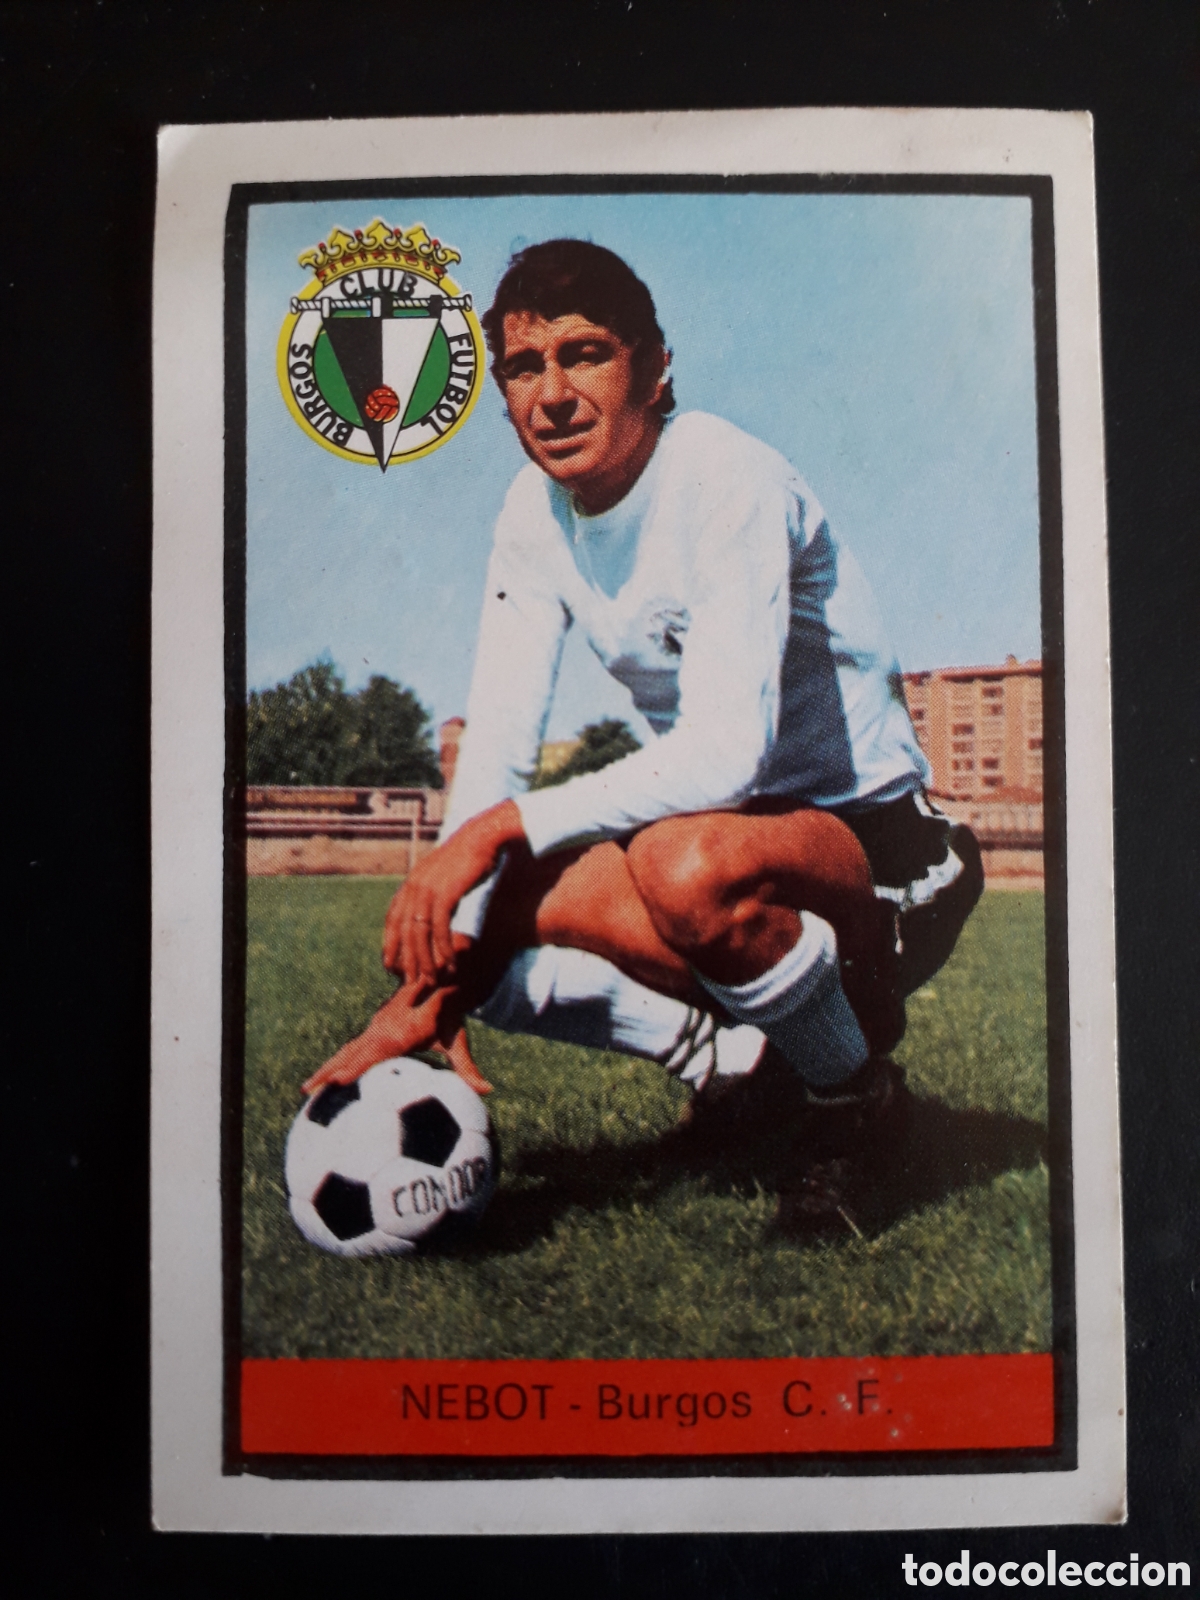 BURGOS CLUB FUTBOL
CONDOR
NEBOT - Burgos C. F.
todocoleccion